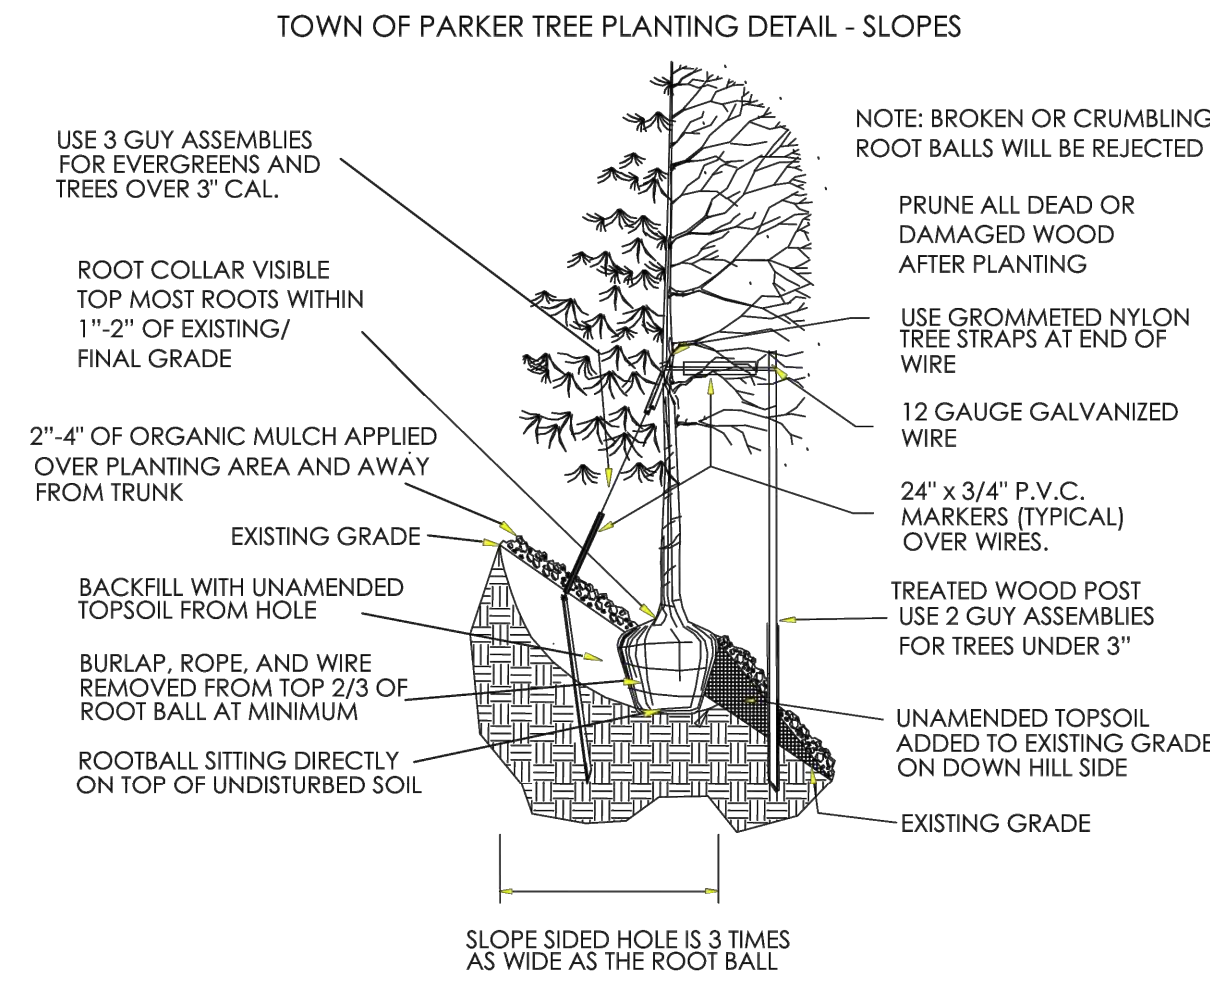 TOWN OF PARKER TREE PLANTING DETAIL - SLOPES
USE 3 GUY ASSEMBLIES
FOR EVERGREENS AND
TREES OVER 3" CAL.
ROOT COLLAR VISIBLE
TOP MOST ROOTS WITHIN
1"-2" OF EXISTING/
FINAL GRADE
2"-4" OF ORGANIC MULCH APPLIED
OVER PLANTING AREA AND AWAY
FROM TRUNK
EXISTING GRADE
BACKFILL WITH UNAMENDED
TOPSOIL FROM HOLE
BURLAP, ROPE, AND WIRE
REMOVED FROM TOP 2/3 OF
ROOT BALL AT MINIMUM
ROOTBALL SITTING DIRECTLY
ON TOP OF UNDISTURBED SOIL
NOTE: BROKEN OR CRUMBLING
ROOT BALLS WILL BE REJECTED
PRUNE ALL DEAD OR
DAMAGED WOOD
AFTER PLANTING
USE GROMMETED NYLON
TREE STRAPS AT END OF
WIRE
12 GAUGE GALVANIZED
WIRE
24" x 3/4" P.V.C.
MARKERS (TYPICAL)
OVER WIRES.
TREATED WOOD POST
USE 2 GUY ASSEMBLIES
FOR TREES UNDER 3"
UNAMENDED TOPSOIL
ADDED TO EXISTING GRADE
ON DOWN HILL SIDE
EXISTING GRADE
SLOPE SIDED HOLE IS 3 TIMES
AS WIDE AS THE ROOT BALL